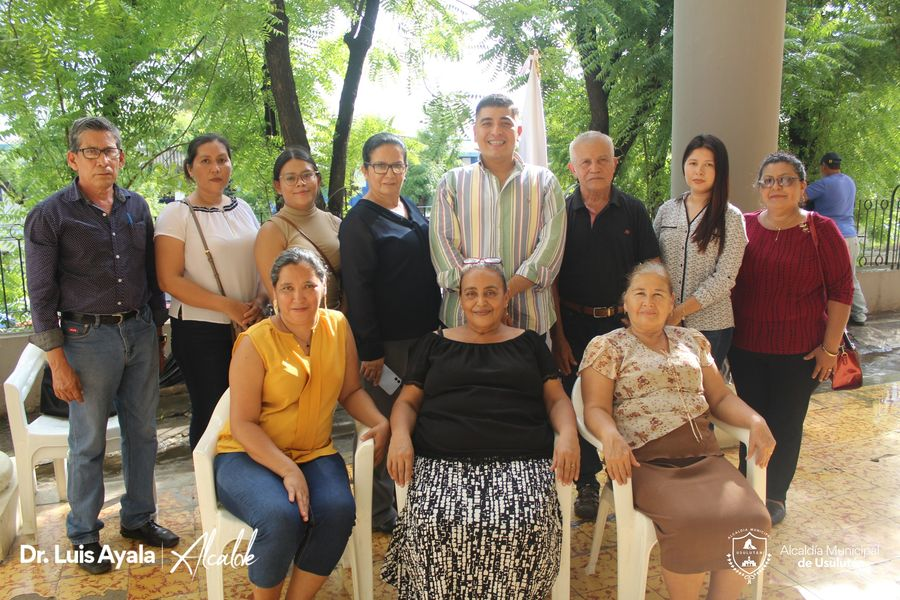 Dr. Luis Ayala
Alcalde
Alcaldía Municipal
de Usulután